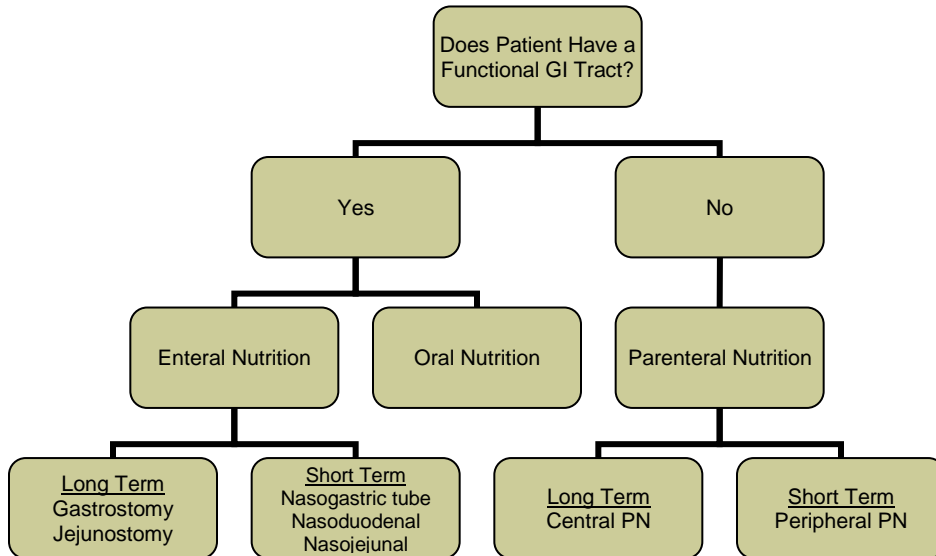 Does Patient Have a
Functional GI Tract?
Yes
No
Enteral Nutrition
Oral Nutrition
Parenteral Nutrition
Long Term
Gastrostomy
Jejunostomy
Short Term
Nasogastric tube
Nasoduodenal
Nasojejunal
Long Term
Central PN
Short Term
Peripheral PN